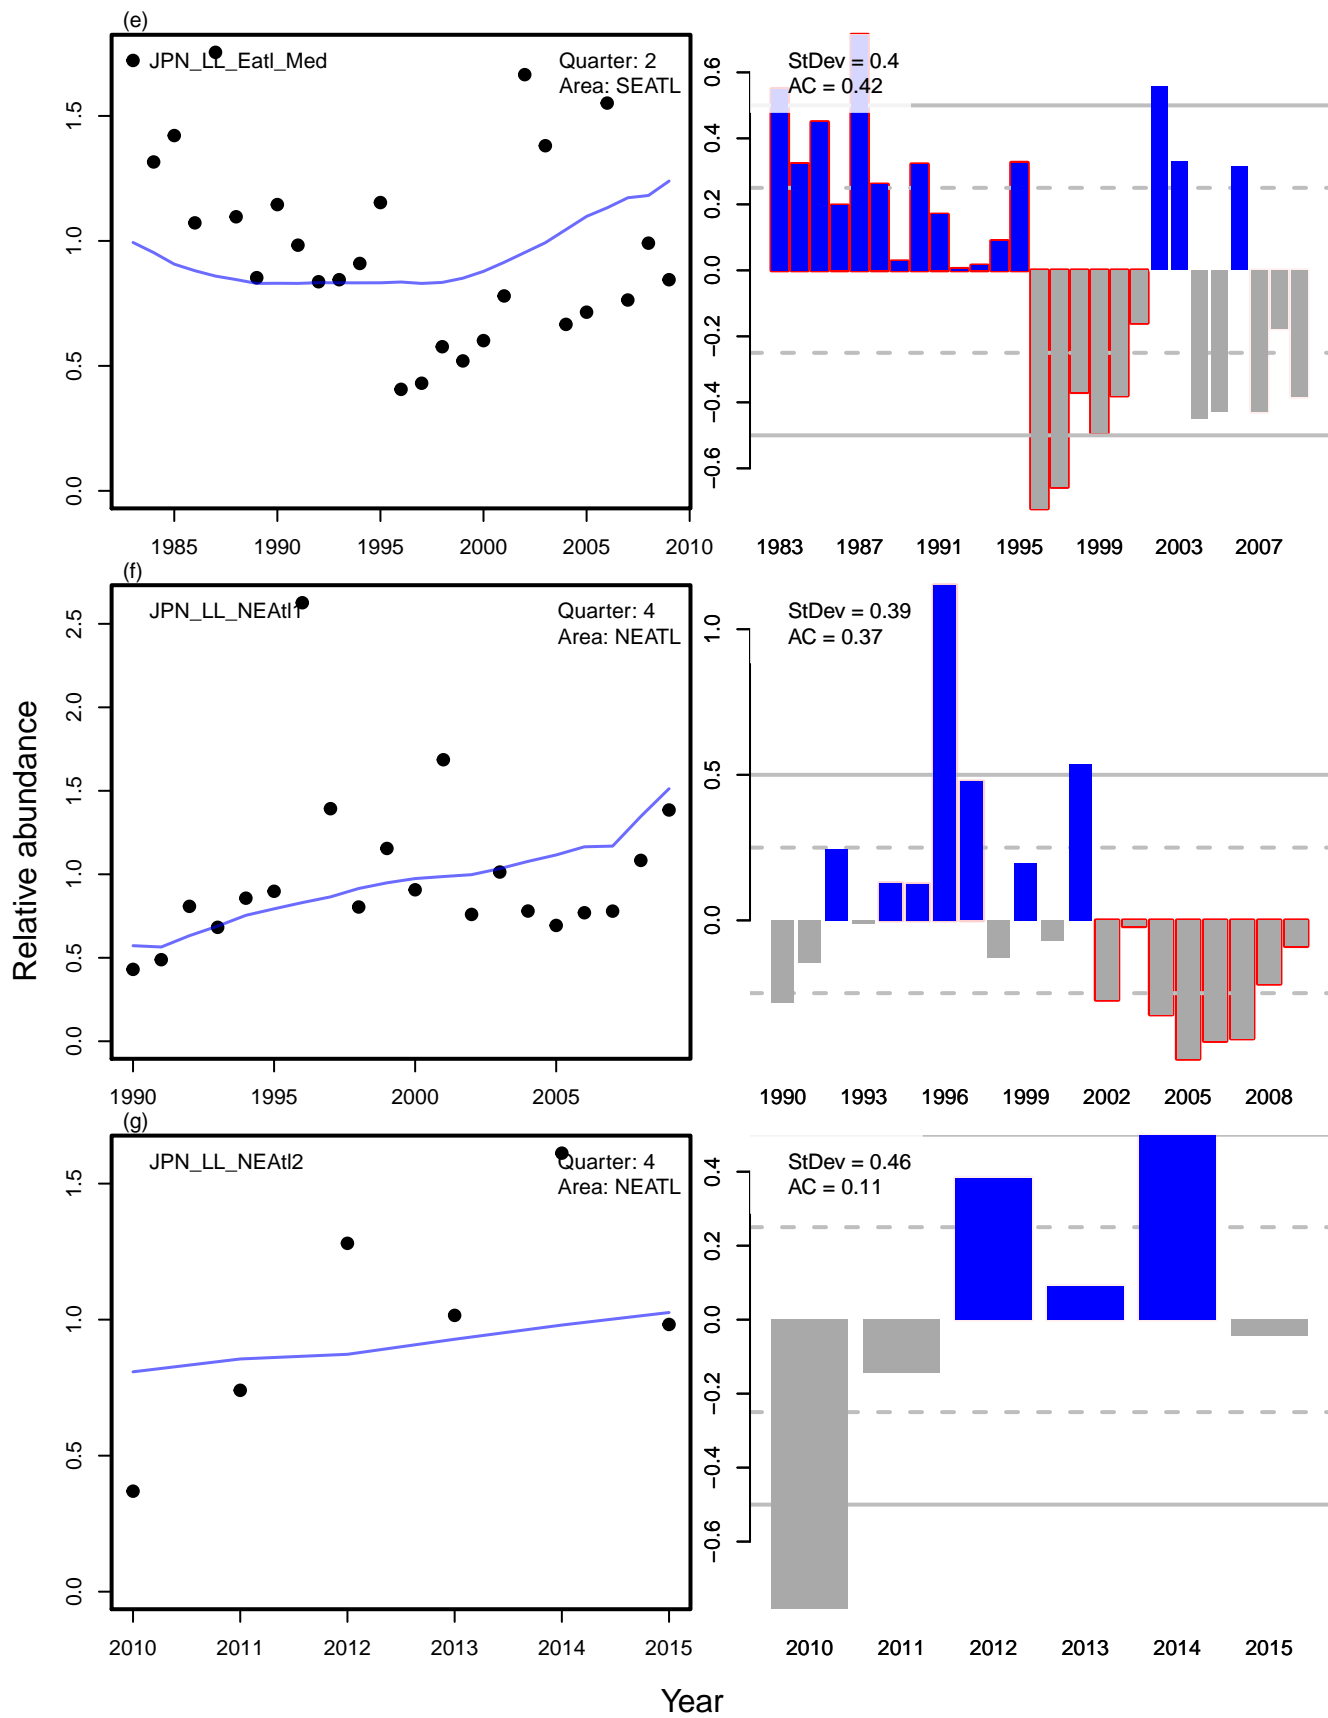 (e)
JPN_LL_Eatl_Med
Quarter: 2
Area: SEATL
0.0 0.5 1.0 1.5
1985 1990 1995 2000 2005 2010
StDev = 0.4
AC = 0.42
−0.6 −0.4 −0.2 0.0 0.2 0.4 0.6
1983 1987 1991 1995 1999 2003 2007
(f)
JPN_LL_NEAtl1
Quarter: 4
Area: NEATL
0.0 0.5 1.0 1.5 2.0 2.5
1990 1995 2000 2005
StDev = 0.39
AC = 0.37
0.0 0.5 1.0
1990 1993 1996 1999 2002 2005 2008
Relative abundance
(g)
JPN_LL_NEAtl2
Quarter: 4
Area: NEATL
0.0 0.5 1.0 1.5
2010 2011 2012 2013 2014 2015
StDev = 0.46
AC = 0.11
−0.6 −0.4 −0.2 0.0 0.2 0.4
2010 2011 2012 2013 2014 2015
Year